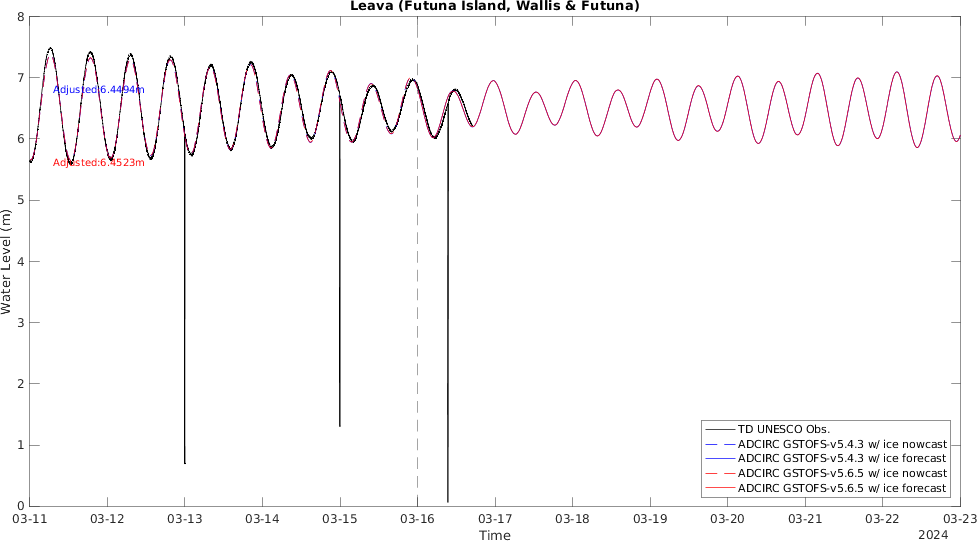 Leava (Futuna Island, Wallis & Futuna)
8
7
6
5
4
3
2
1
0
Water Level (m)
Adjusted:6.4494m
Adjusted:6.4523m
TD UNESCO Obs.
ADCIRC GSTOFS-v5.4.3 w/ ice nowcast
ADCIRC GSTOFS-v5.4.3 w/ ice forecast
ADCIRC GSTOFS-v5.6.5 w/ ice nowcast
ADCIRC GSTOFS-v5.6.5 w/ ice forecast
03-11 03-12 03-13 03-14 03-15 03-16 03-17 03-18 03-19 03-20 03-21 03-22 03-23
Time
2024